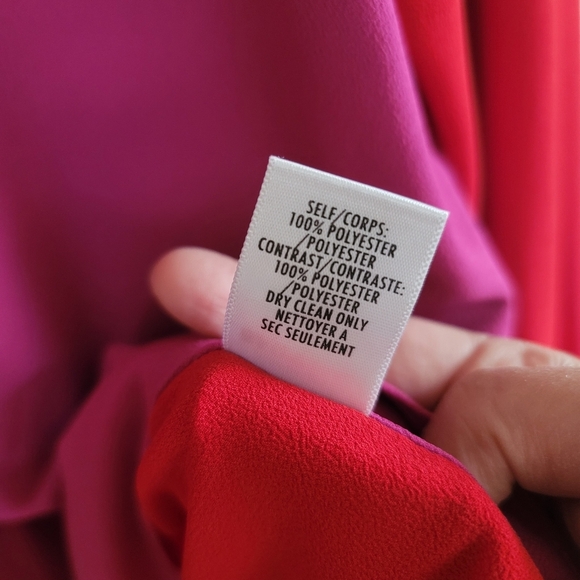 SELF/CORPS:
100% POLYESTER
/POLYESTER
CONTRAST/CONTRASTE:
100% POLYESTER
/POLYESTER
DRY CLEAN ONLY
NETTOYER A
SEC SEULEMENT